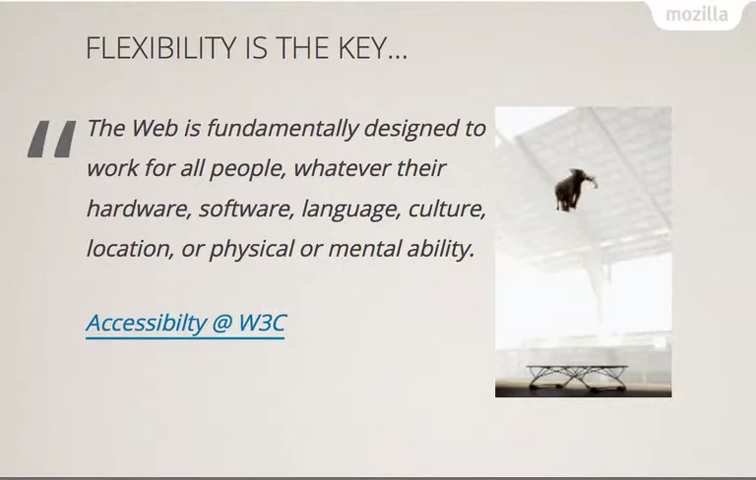 mozilla
FLEXIBILITY IS THE KEY...
“
The Web is fundamentally designed to
work for all people, whatever their
hardware, software, language, culture,
location, or physical or mental ability.
Accessibilty @ W3C